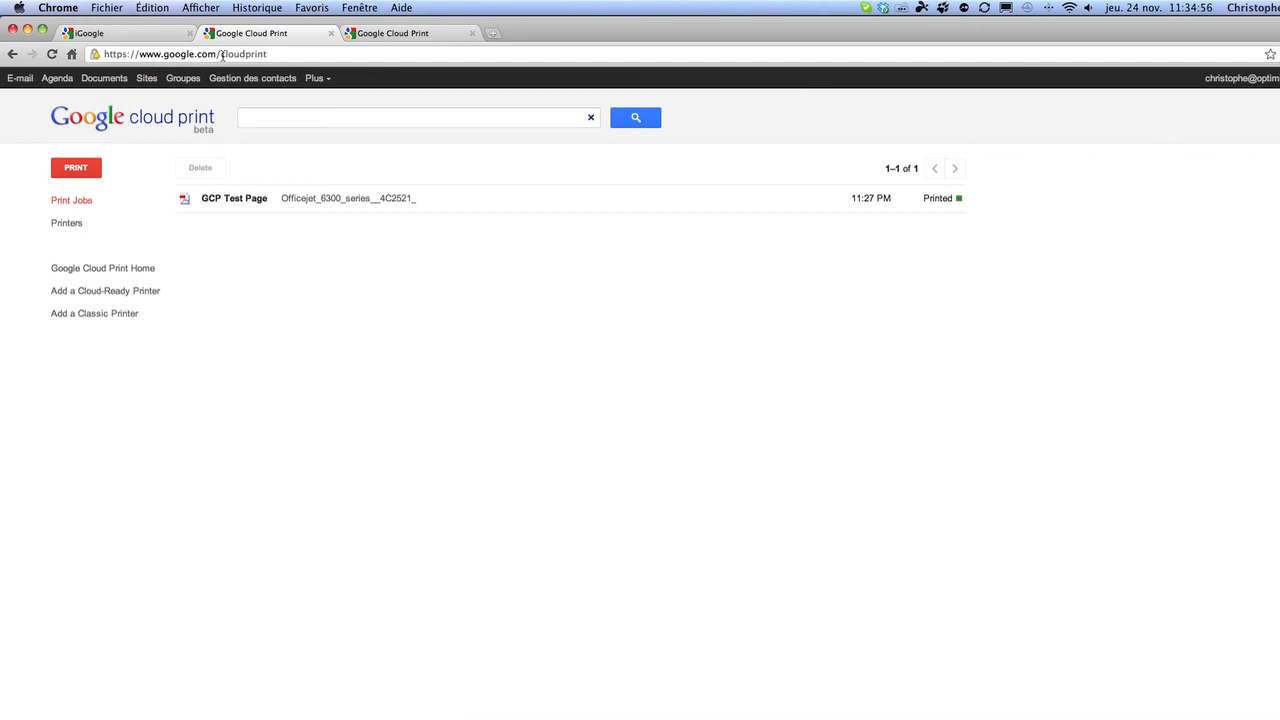 Chrome Fichier Édition Afficher Historique Favoris Fenêtre Aide jeu. 24 nov. 11:34:56 Christophe
iGoogle Google Cloud Print Google Cloud Print
https://www.google.com/cloudprint
E-mail Agenda Documents Sites Groupes Gestion des contacts Plus christophe@optim
Google cloud print
beta
PRINT Delete 1–1 of 1
Print Jobs GCP Test Page Officejet_6300_series__4C2521_ 11:27 PM Printed
Printers
Google Cloud Print Home
Add a Cloud-Ready Printer
Add a Classic Printer